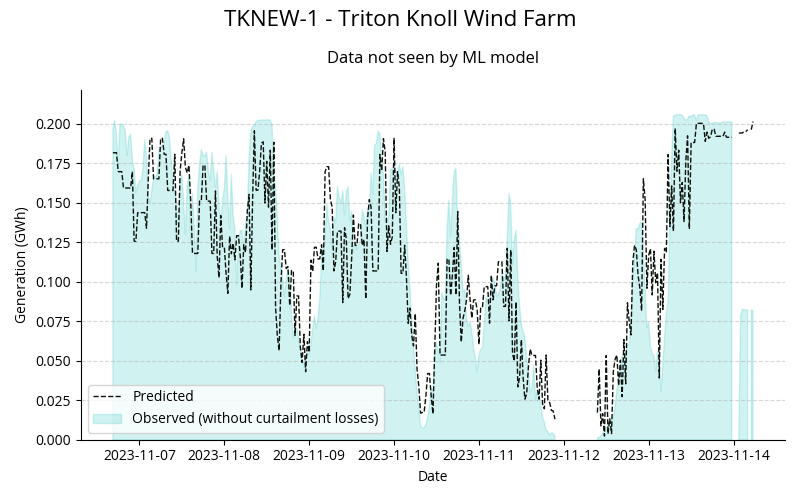 TKNEW-1 - Triton Knoll Wind Farm
Data not seen by ML model
Generation (GWh)
0.200
0.175
0.150
0.125
0.100
0.075
0.050
0.025
0.000
Predicted
Observed (without curtailment losses)
2023-11-07 2023-11-08 2023-11-09 2023-11-10 2023-11-11 2023-11-12 2023-11-13 2023-11-14
Date